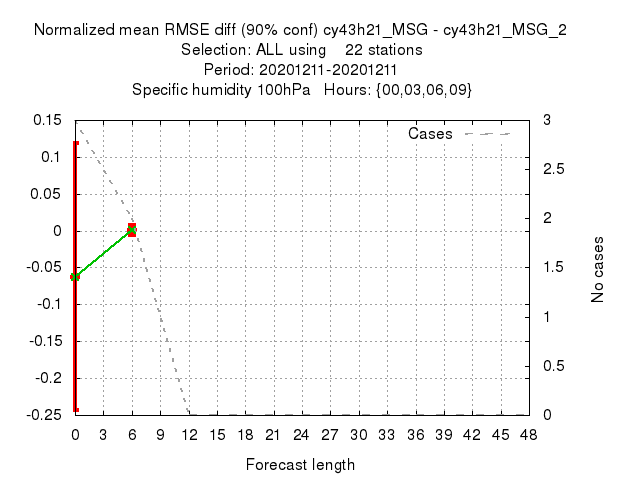 Normalized mean RMSE diff (90% conf) cy43h21_MSG - cy43h21_MSG_2
Selection: ALL using    22 stations
Period: 20201211-20201211
Specific humidity 100hPa   Hours: {00,03,06,09}
Cases
0.15
0.1
0.05
0
-0.05
-0.1
-0.15
-0.2
-0.25
3
2.5
2
1.5
1
0.5
0
No cases
0 3 6 9 12 15 18 21 24 27 30 33 36 39 42 45 48
Forecast length